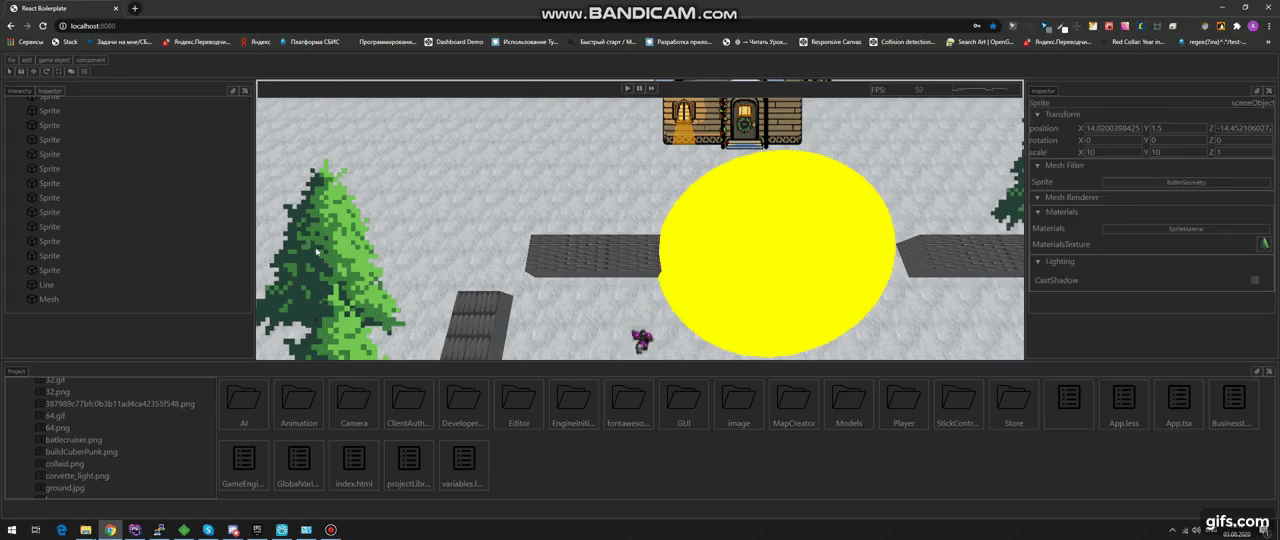 www.BANDICAM.com
React Boilerplate
localhost:8080
Сервисы
Stack
Задачи на мне/СБ...
Яндекс.Переводчи...
Яндекс
Платформа СБИС
Программировани...
Dashboard Demo
Использование Ту...
Быстрый старт / M...
Разработка прило...
Читать Урок...
Responsive Canvas
Collision detection...
Search Art | OpenG...
Яндекс.Переводчи...
Red Collar: Year in...
file edit game object component
Hierarchy Inspector
FPS:
Inspector
Sprite
Sprite
Sprite
Sprite
Sprite
Sprite
Sprite
Sprite
Sprite
Sprite
Sprite
Sprite
Sprite
Line
Mesh
Sprite sceneObject
Transform
position X 14.0200398425 Y 1.5 Z -14.4521060272
rotation X 0 Y 0 Z 0
scale X 10 Y 10 Z 1
Mesh Filter
Sprite BufferGeometry
Mesh Renderer
Materials
Materials SpriteMaterial
MaterialsTexture
Lighting
CastShadow
Project
32.gif
32.png
387989c77bfc0b3b11ad4ca42355f548.png
64.gif
64.png
batlecruiser.png
buildCuberPunk.png
collaid.png
corvette_light.png
ground.jpg
AI
Animation
Camera
ClientAuth...
Developer...
Editor
EngineIniti...
fontaweso...
GUI
image
MapCreator
Models
Player
StickContr...
Store
App.less
App.tsx
BusinessL...
GameEngi...
GlobalVari...
index.html
projectLibr...
variables.l...
gifs.com
03.08.2020